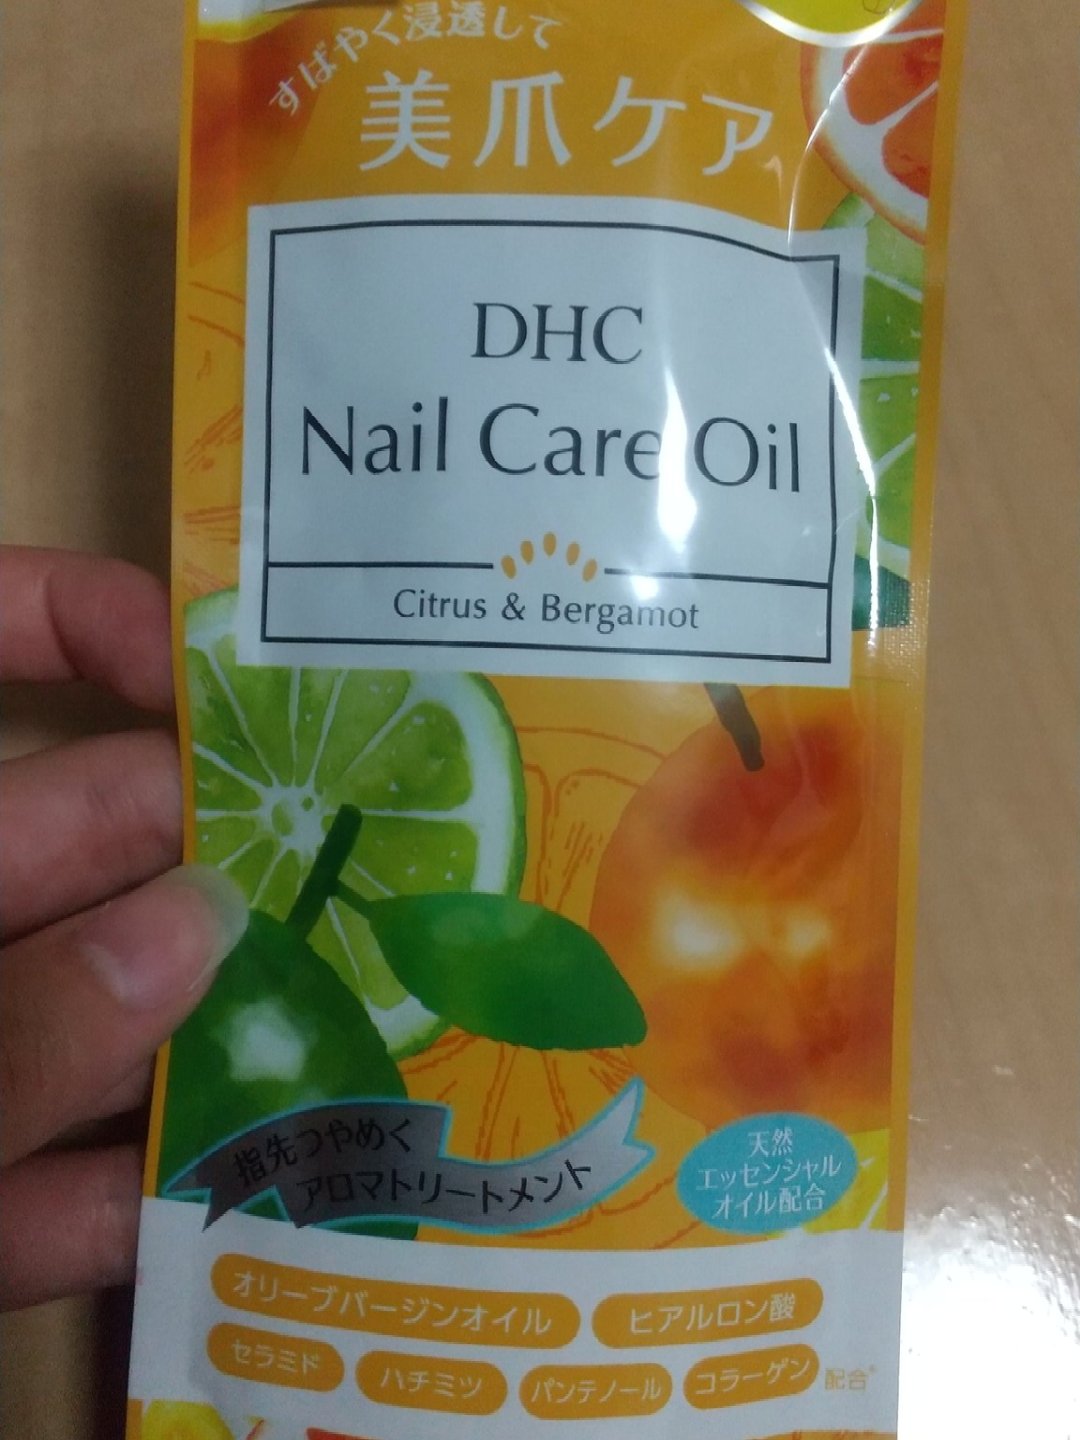 すばやく浸透して
美爪ケア
DHC
Nail Care Oil
Citrus & Bergamot
指先つやめく
アロマトリートメント
天然
エッセンシャル
オイル配合
オリーブバージンオイル ヒアルロン酸
セラミド ハチミツ パンテノール コラーゲン 配合*